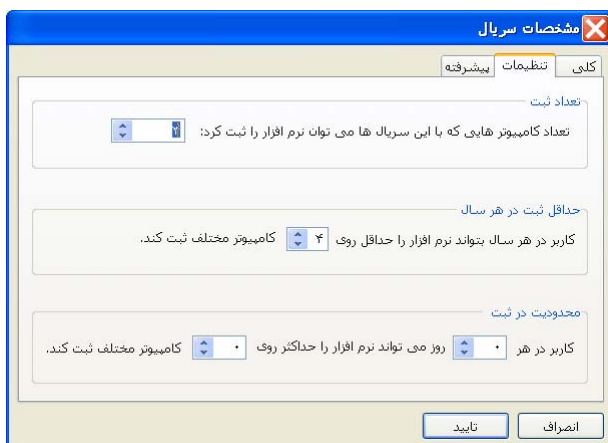 مشخصات سریال
کلی تنظیمات پیشرفته
تعداد ثبت
تعداد کامپیوتر هایی که با این سریال ها می توان نرم افزار را ثبت کرد: ۲
حداقل ثبت در هر سال
کاربر در هر سال بتواند نرم افزار را حداقل روی ۴ کامپیوتر مختلف ثبت کند.
محدودیت در ثبت
کاربر در هر ۰ روز می تواند نرم افزار را حداکثر روی ۰ کامپیوتر مختلف ثبت کند.
انصراف تایید